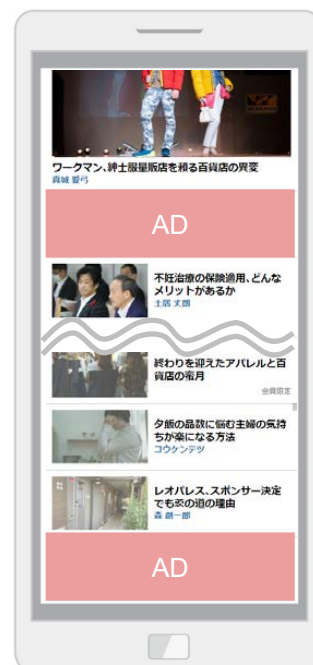 ワークマン、紳士服量販店を頼る百貨店の異変
真城 愛弓
AD
不妊治療の保険適用、どんな
メリットがあるか
土居 丈朗
終わりを迎えたアパレルと百
貨店の蜜月
会員限定
夕飯の品数に悩む主婦の気持
ちが楽になる方法
コウケンテツ
レオパレス、スポンサー決定
でも茨の道の理由
森 創一郎
AD